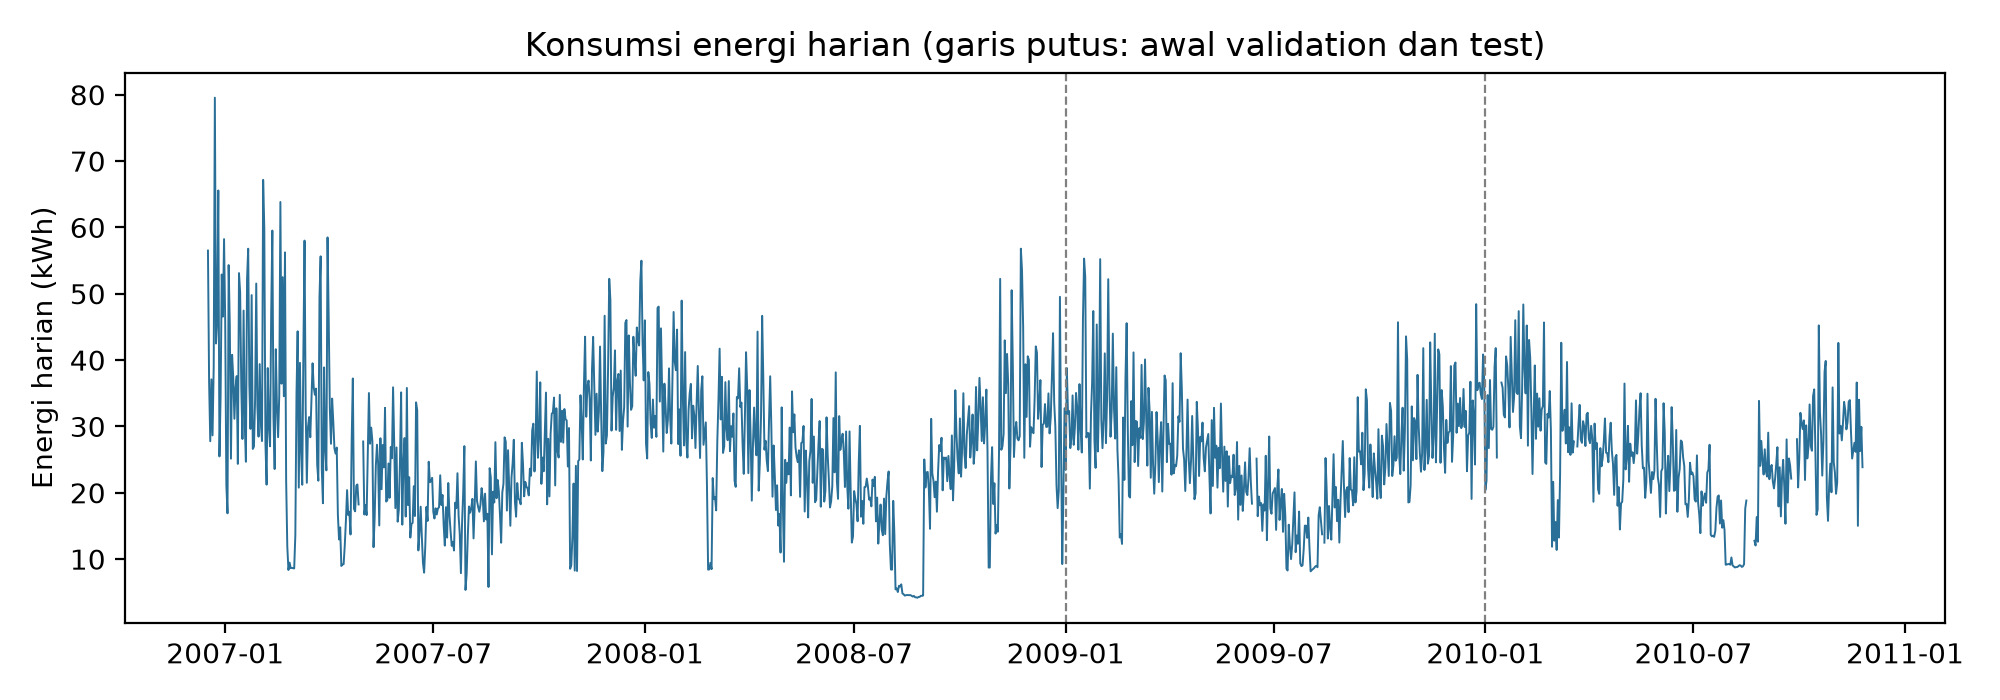 Konsumsi energi harian (garis putus: awal validation dan test)
Energi harian (kWh)
80
70
60
50
40
30
20
10
2007-01 2007-07 2008-01 2008-07 2009-01 2009-07 2010-01 2010-07 2011-01